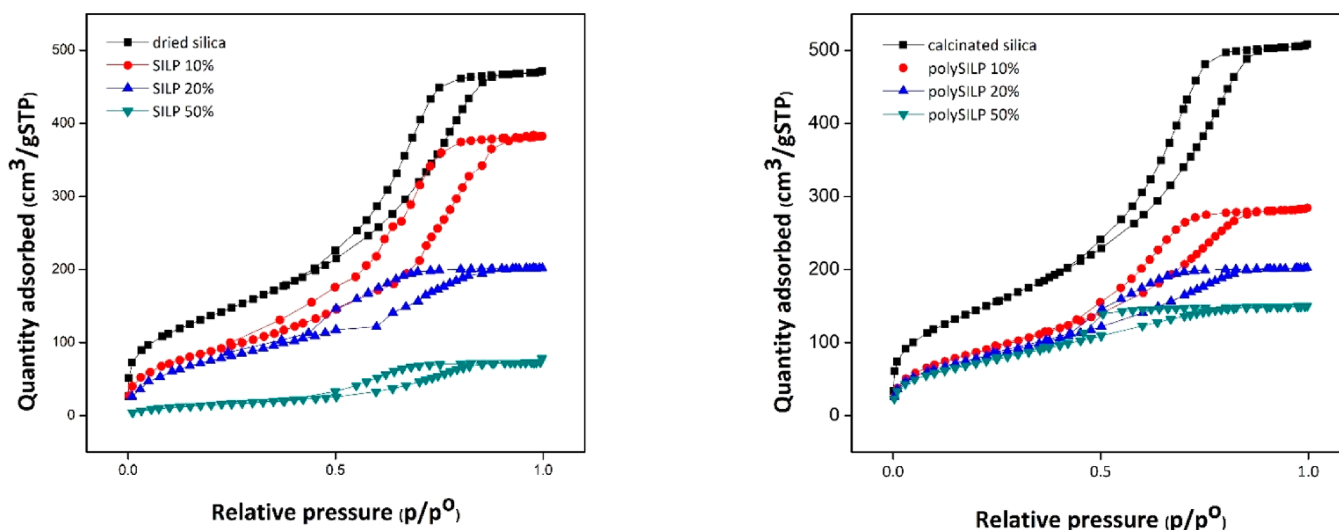 dried silica
SILP 10%
SILP 20%
SILP 50%
500
400
300
200
100
0
0.0 0.5 1.0
Quantity adsorbed (cm³/gSTP)
Relative pressure (p/p⁰)
calcinated silica
polySILP 10%
polySILP 20%
polySILP 50%
500
400
300
200
100
0
0.0 0.5 1.0
Quantity adsorbed (cm³/gSTP)
Relative pressure (p/p⁰)